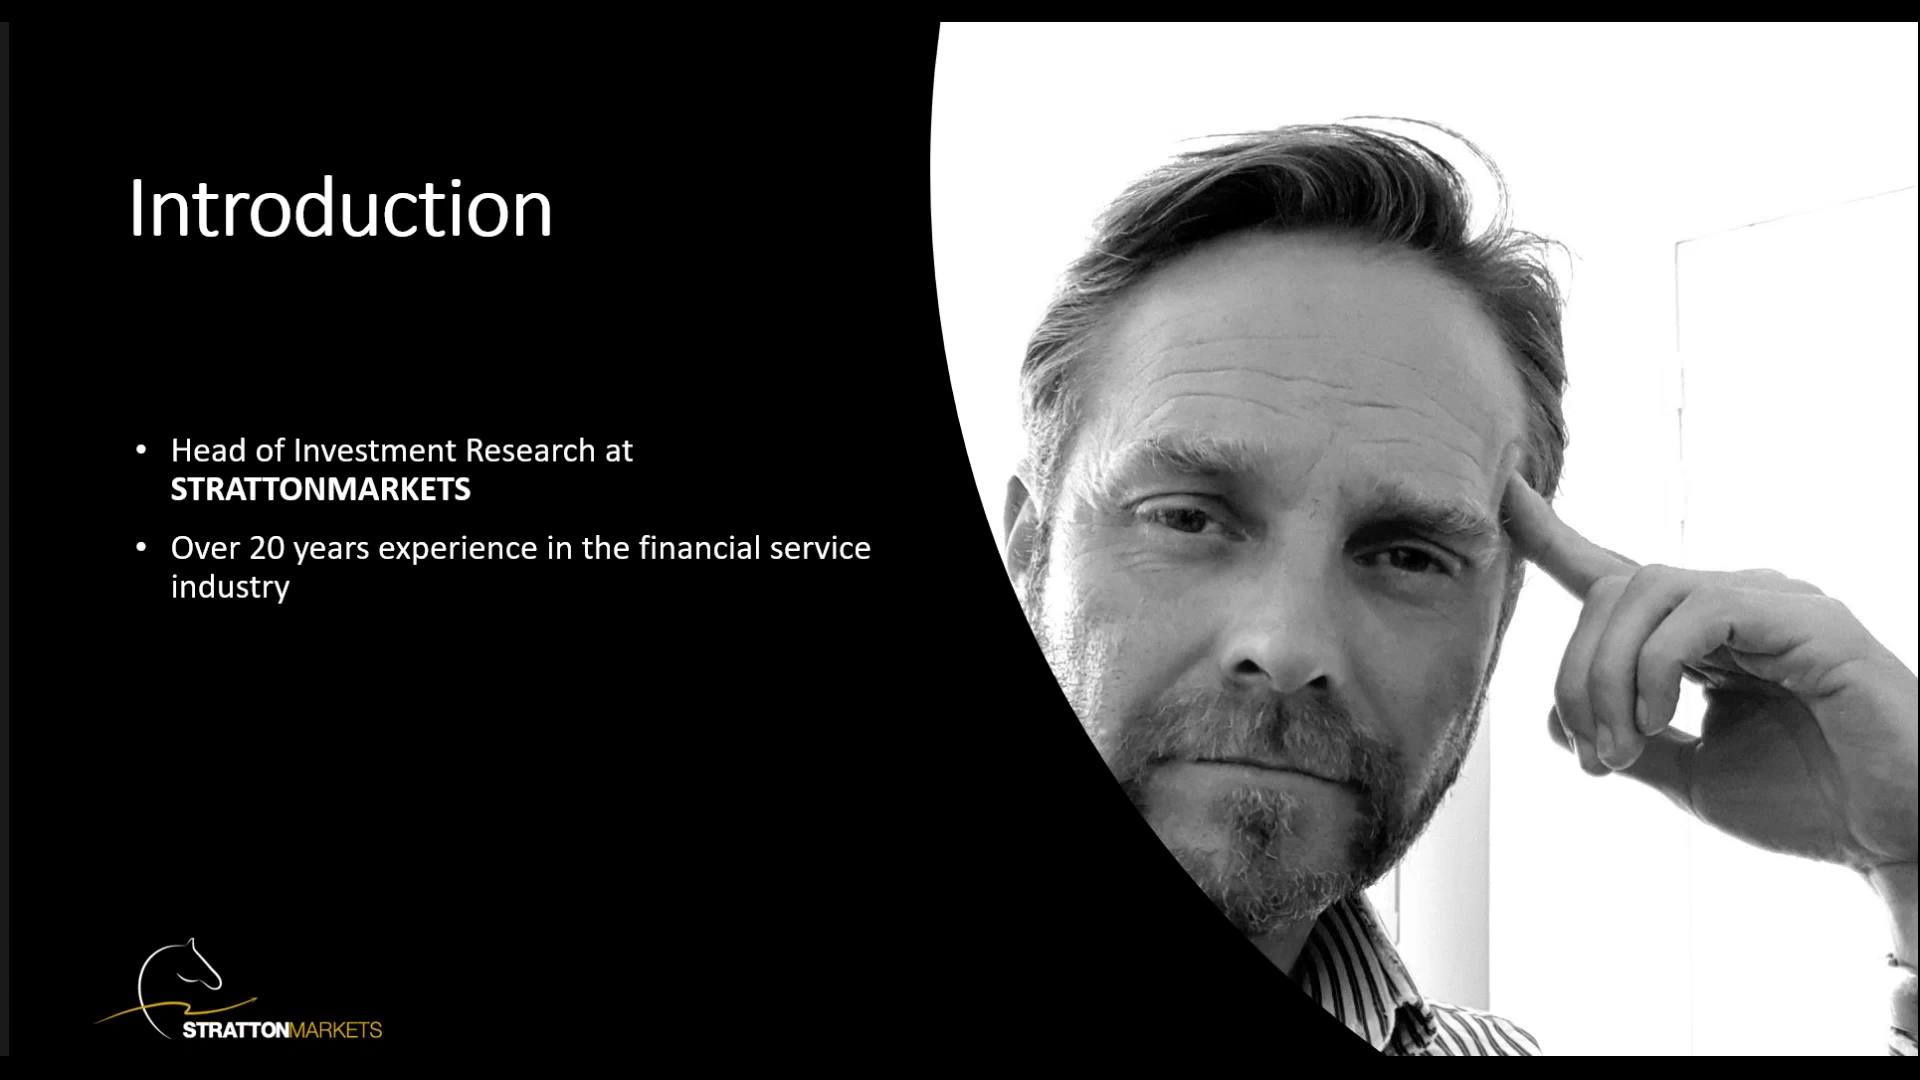 Introduction
• Head of Investment Research at
STRATTONMARKETS
• Over 20 years experience in the financial service
industry
STRATTONMARKETS